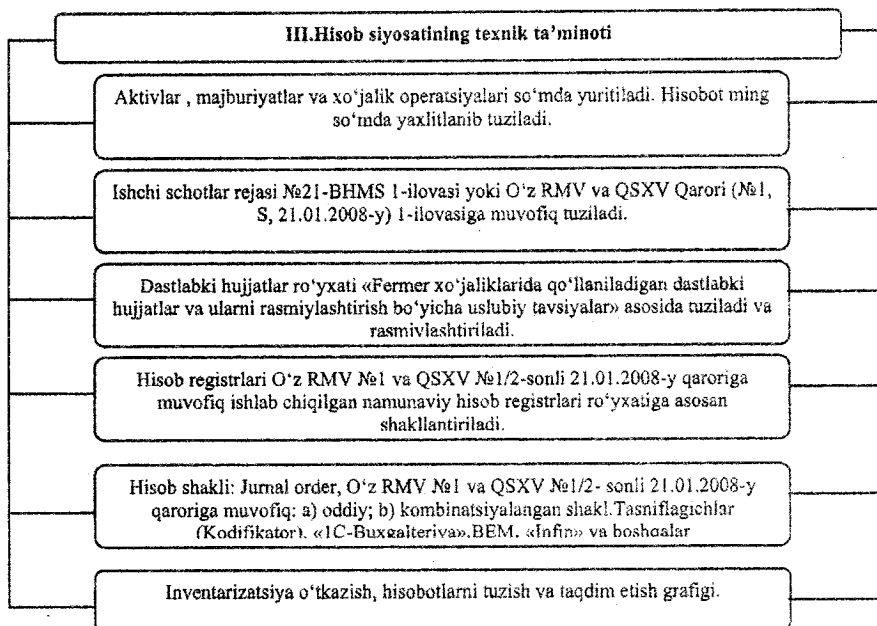 III.Hisob siyosatining texnik ta’minoti
Aktivlar , majburiyatlar va xo‘jalik operatsiyalari so‘mda yuritiladi. Hisobot ming
so‘mda yaxlitlanib tuziladi.
Ishchi schotlar rejasi №21-BHMS 1-ilovasi yoki O‘z RMV va QSXV Qarori (№1,
S, 21.01.2008-y) 1-ilovasiga muvofiq tuziladi.
Dastlabki hujjatlar ro‘yxati «Fermer xo‘jaliklarida qo‘llaniladigan dastlabki
hujjatlar va ularni rasmiylashtirish bo‘yicha uslubiy tavsiyalar» asosida tuziladi va
rasmiylashtiriladi.
Hisob registrlari O‘z RMV №1 va QSXV №1/2-sonli 21.01.2008-y qaroriga
muvofiq ishlab chiqilgan namunaviy hisob registrlari ro‘yxatiga asosan
shakllantiriladi.
Hisob shakli: Jurnal order, O‘z RMV №1 va QSXV №1/2- sonli 21.01.2008-y
qaroriga muvofiq: a) oddiy; b) kombinatsiyalangan shakl.Tasniflagichlar
(Kodifikator). «1C-Buxgalteriya».BEM. «Infin» va boshqalar
Inventarizatsiya o‘tkazish, hisobotlarni tuzish va taqdim etish grafigi.